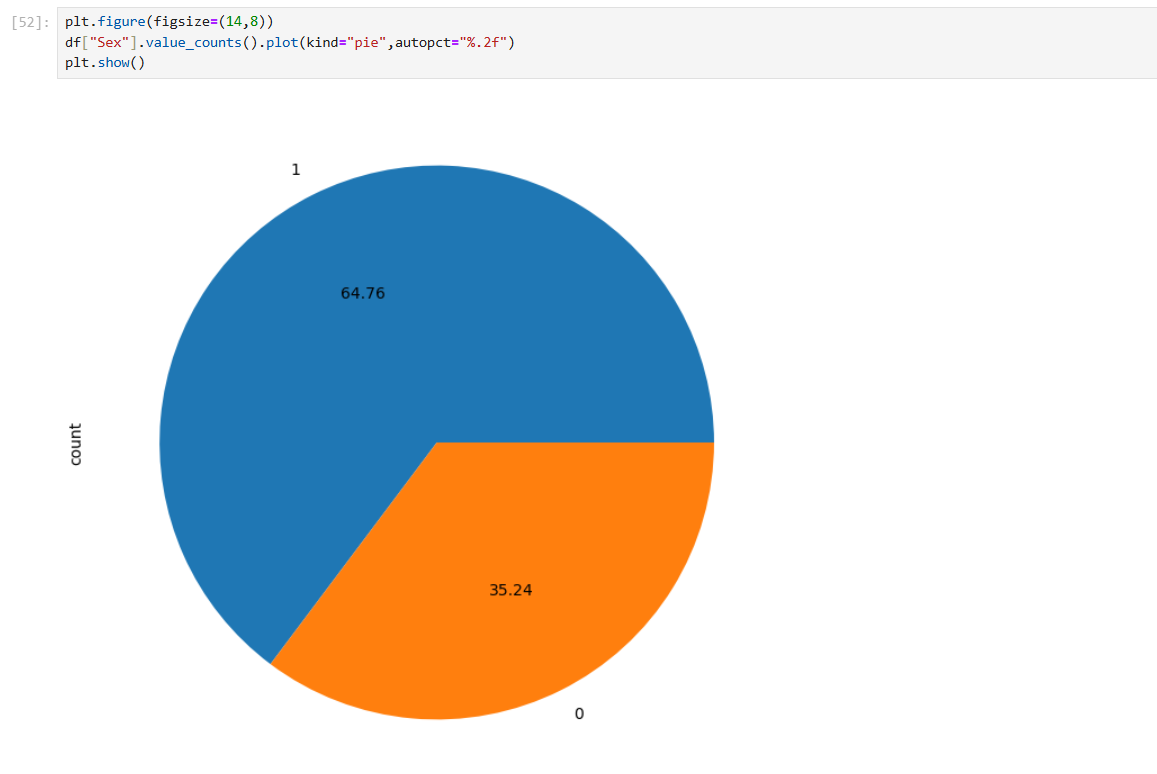 [52]:
plt.figure(figsize=(14,8))
df["Sex"].value_counts().plot(kind="pie",autopct="%.2f")
plt.show()
1
64.76
count
35.24
0